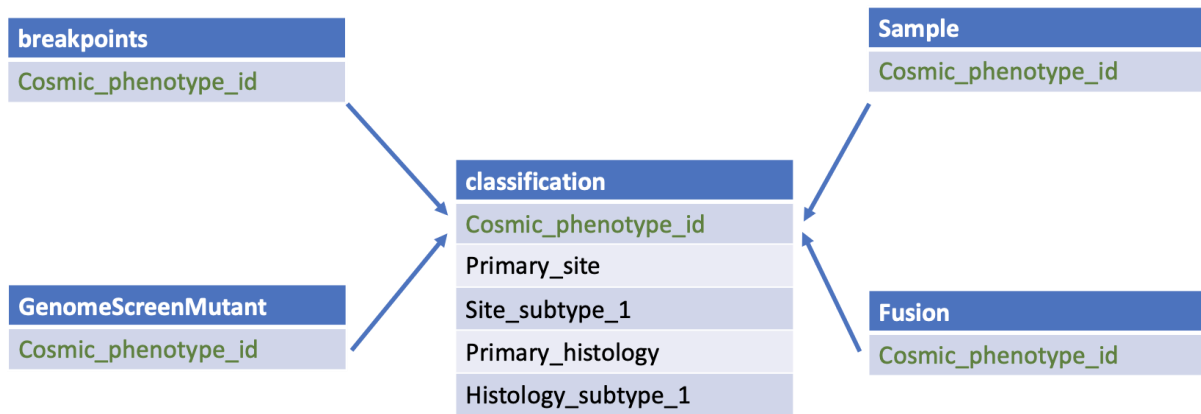 breakpoints
Cosmic_phenotype_id
Sample
Cosmic_phenotype_id
classification
Cosmic_phenotype_id
Primary_site
Site_subtype_1
Primary_histology
Histology_subtype_1
GenomeScreenMutant
Cosmic_phenotype_id
Fusion
Cosmic_phenotype_id